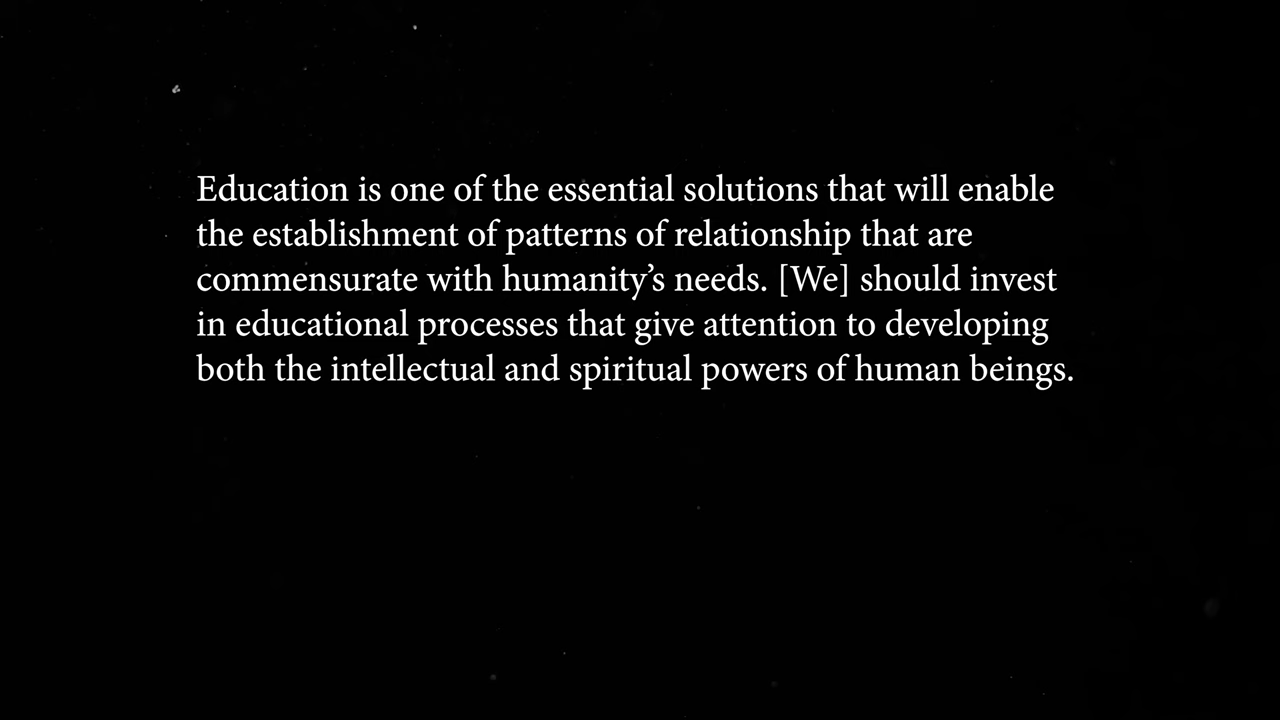 Education is one of the essential solutions that will enable
the establishment of patterns of relationship that are
commensurate with humanity’s needs. [We] should invest
in educational processes that give attention to developing
both the intellectual and spiritual powers of human beings.